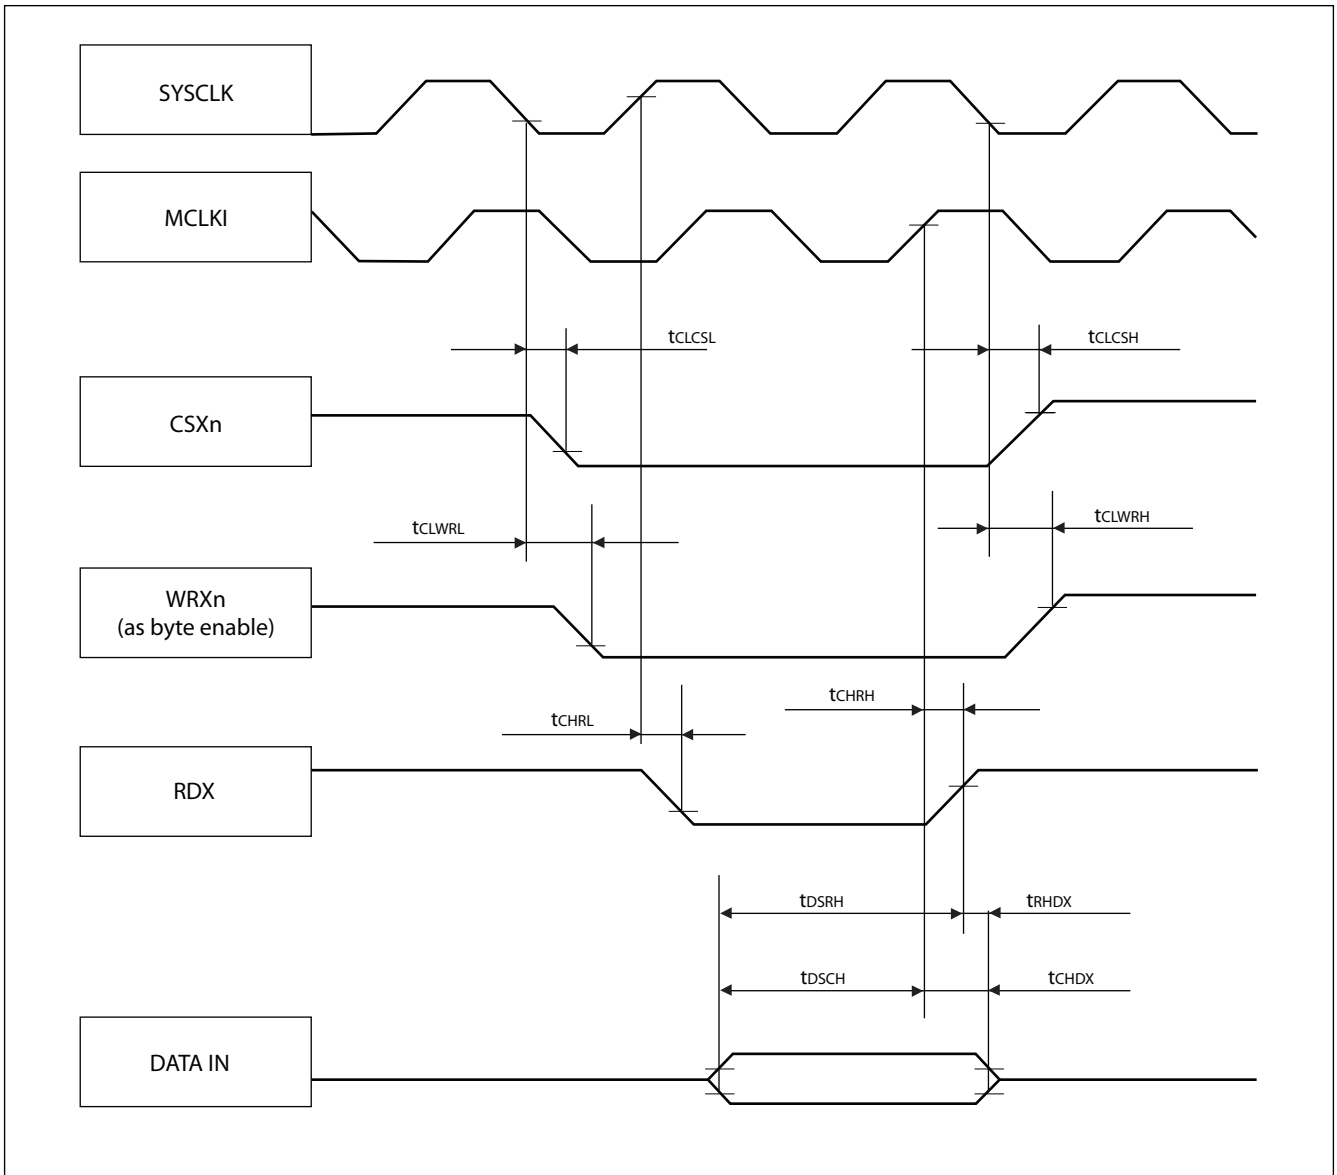 SYSCLK
MCLKI
tCLCSL
tCLCSH
CSXn
tCLWRL
tCLWRH
WRXn
(as byte enable)
tCHRL
tCHRH
RDX
tDSRH
tRHDX
tDSCH
tCHDX
DATA IN